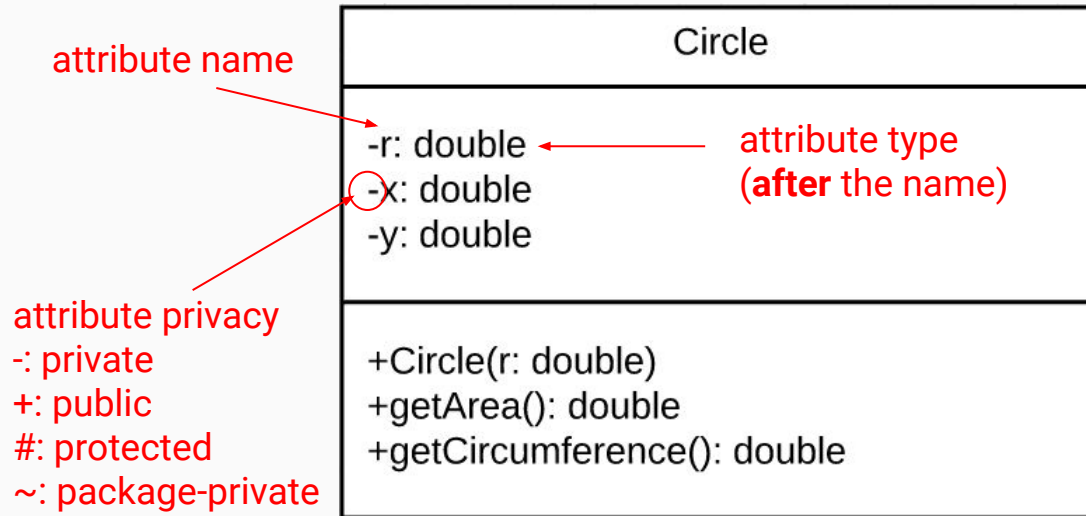 Circle
attribute name
-r: double
-x: double
-y: double
attribute type
(after the name)
attribute privacy
-: private
+: public
#: protected
~: package-private
+Circle(r: double)
+getArea(): double
+getCircumference(): double